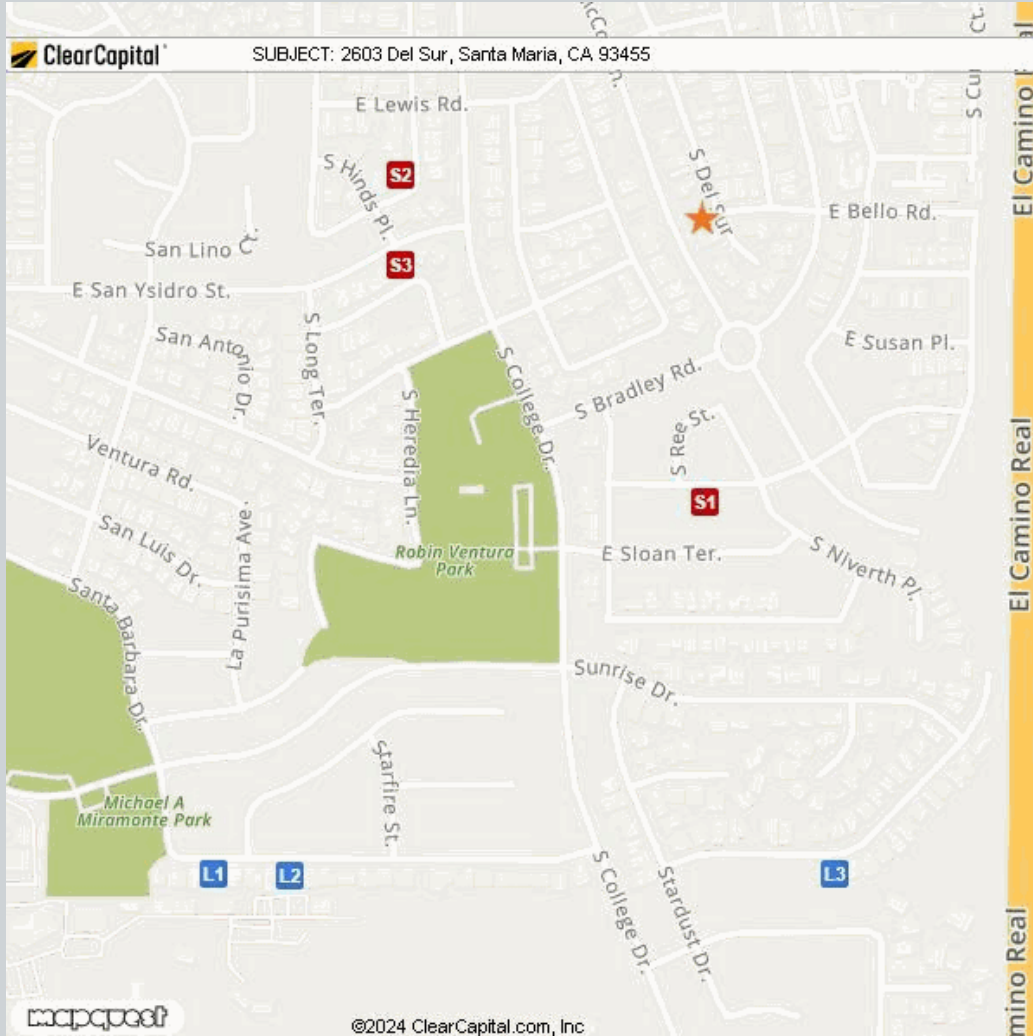 ClearCapital
SUBJECT: 2603 Del Sur, Santa Maria, CA 93455
E Lewis Rd.
S Hinds Pl.
S2
S Del Sur
E Bello Rd.
El Camino
San Lino Ct.
S3
E San Ysidro St.
San Antonio Dr.
S Long Ter.
E Susan Pl.
S College Dr.
S Bradley Rd.
S Heredia Ln.
S Ree St.
Ventura Rd.
El Camino Real
S1
San Luis Dr.
La Purisima Ave.
Robin Ventura
Park
E Sloan Ter.
S Niverth Pl.
Santa Barbara Dr.
Sunrise Dr.
Starfire St.
Michael A
Miramonte Park
L1
L2
L3
S College Dr.
Stardust Dr.
mino Real
mapquest
©2024 ClearCapital.com, Inc